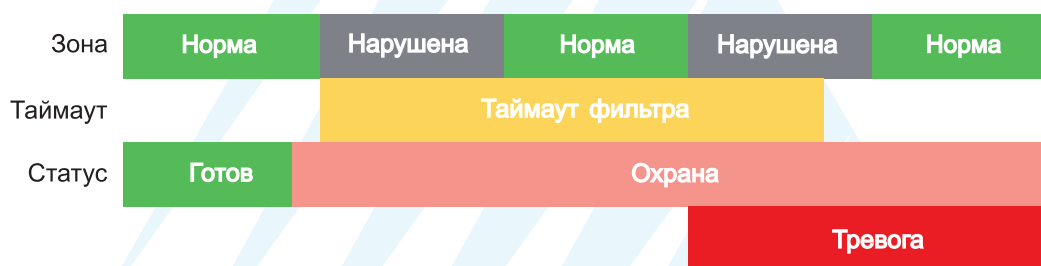 Зона Норма Нарушена Норма Нарушена Норма
Таймаут Таймаут фильтра
Статус Готов Охрана
Тревога